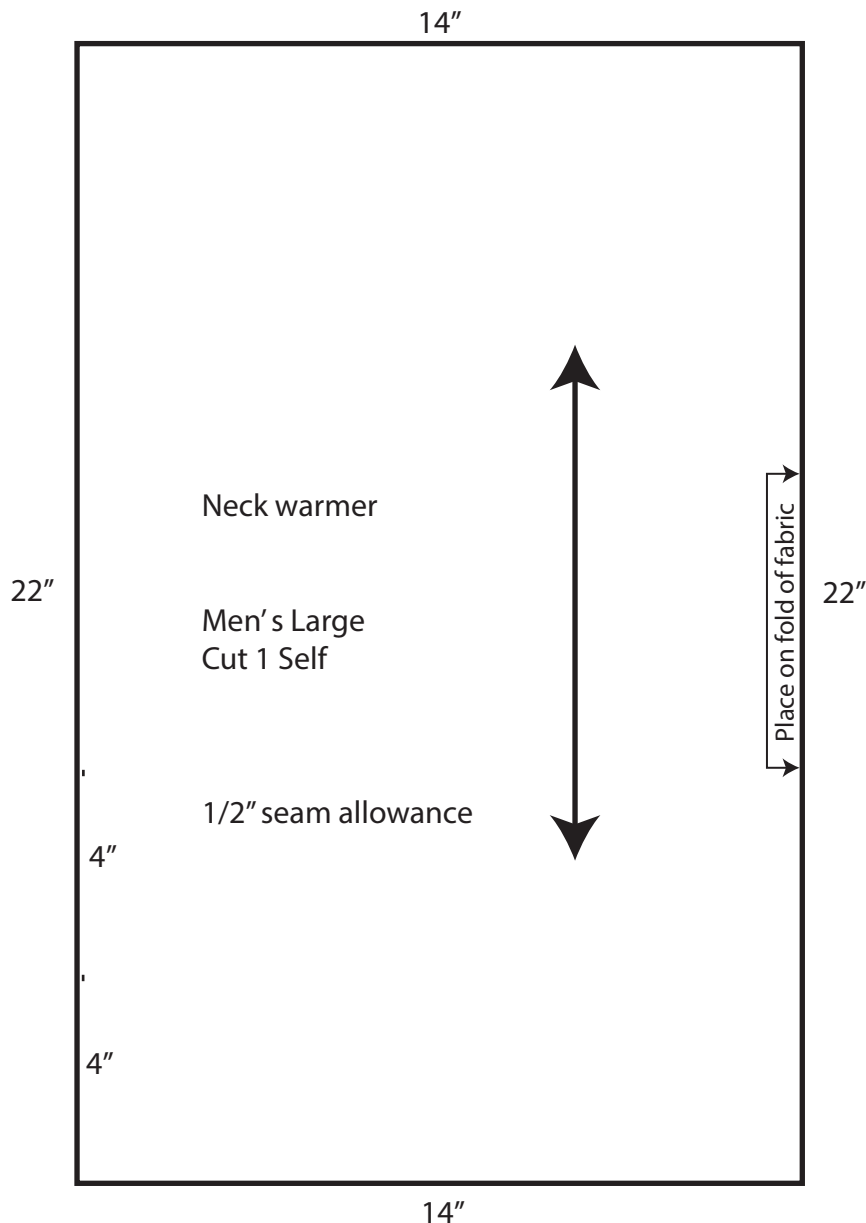 14”
Neck warmer
22”
22”
Place on fold of fabric
Men’ s Large
Cut 1 Self
1/2” seam allowance
4”
4”
14”